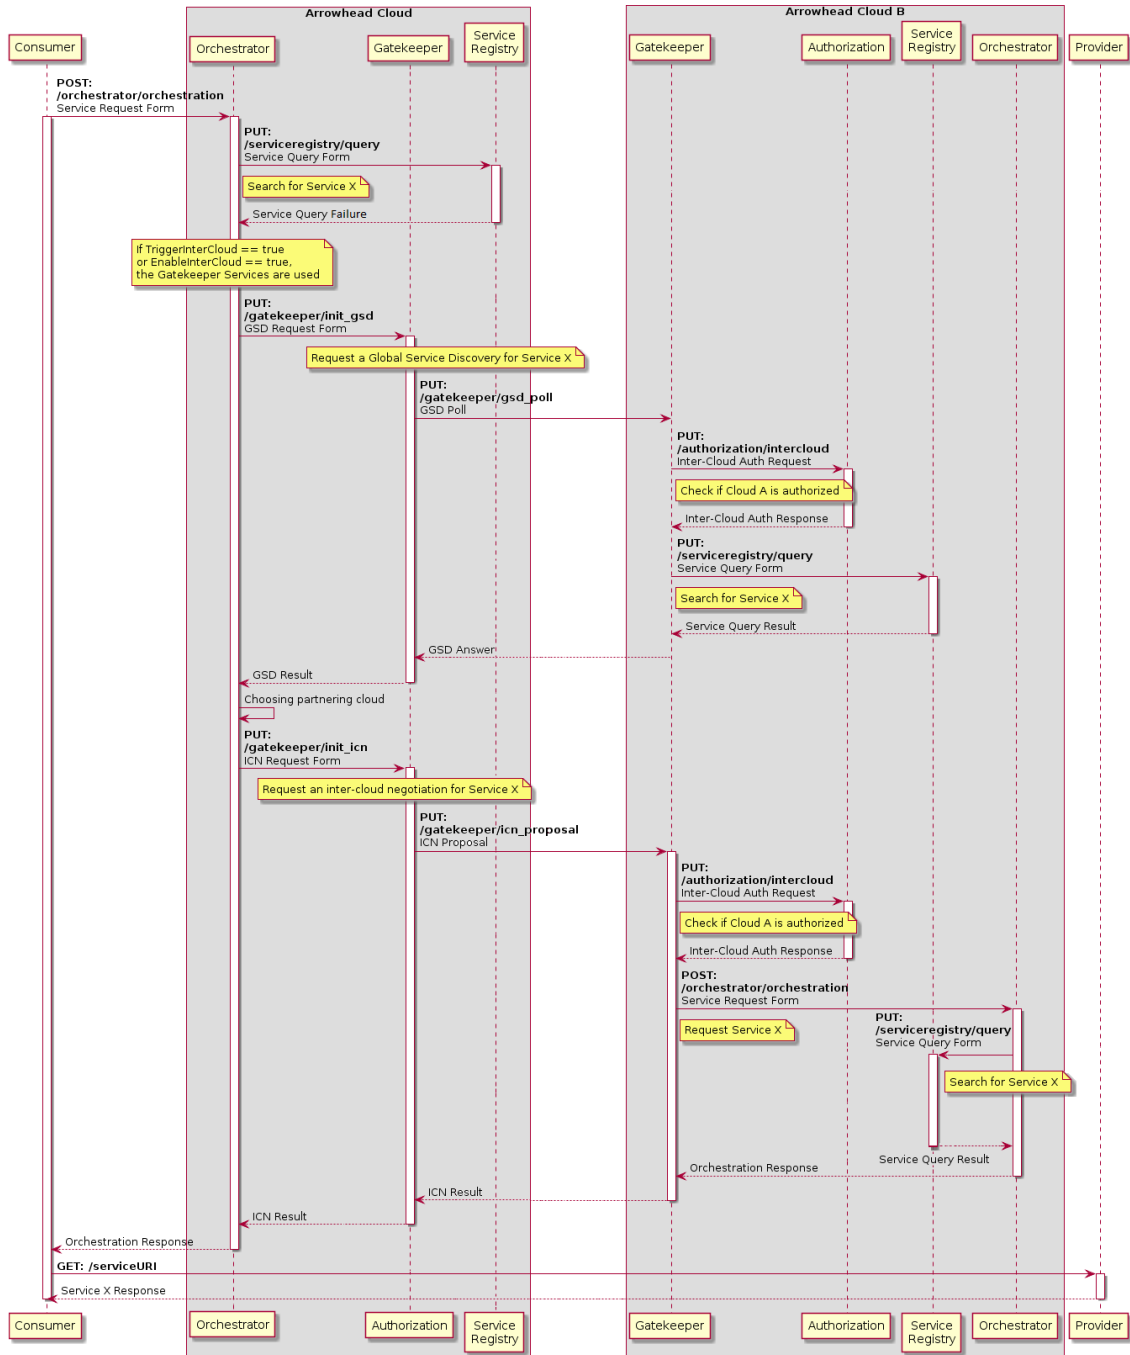 Arrowhead Cloud
Arrowhead Cloud B
Consumer
Orchestrator
Gatekeeper
Service
Registry
Gatekeeper
Authorization
Service
Registry
Orchestrator
Provider
POST:
/orchestrator/orchestration
Service Request Form
PUT:
/serviceregistry/query
Service Query Form
Search for Service X
Service Query Failure
If TriggerInterCloud == true
or EnableInterCloud == true,
the Gatekeeper Services are used
PUT:
/gatekeeper/init_gsd
GSD Request Form
Request a Global Service Discovery for Service X
PUT:
/gatekeeper/gsd_poll
GSD Poll
PUT:
/authorization/intercloud
Inter-Cloud Auth Request
Check if Cloud A is authorized
Inter-Cloud Auth Response
PUT:
/serviceregistry/query
Service Query Form
Search for Service X
Service Query Result
GSD Answer
GSD Result
Choosing partnering cloud
PUT:
/gatekeeper/init_icn
ICN Request Form
Request an inter-cloud negotiation for Service X
PUT:
/gatekeeper/icn_proposal
ICN Proposal
PUT:
/authorization/intercloud
Inter-Cloud Auth Request
Check if Cloud A is authorized
Inter-Cloud Auth Response
POST:
/orchestrator/orchestration
Service Request Form
Request Service X
PUT:
/serviceregistry/query
Service Query Form
Search for Service X
Service Query Result
Orchestration Response
ICN Result
ICN Result
Orchestration Response
GET: /serviceURI
Service X Response
Consumer
Orchestrator
Authorization
Service
Registry
Gatekeeper
Authorization
Service
Registry
Orchestrator
Provider